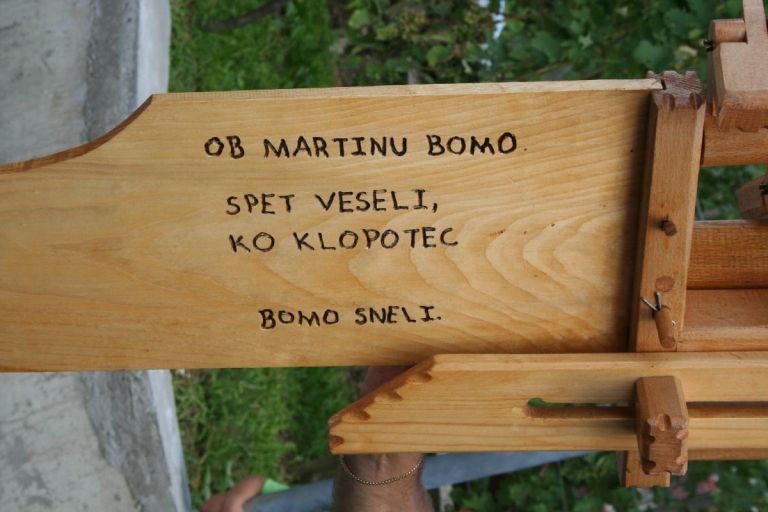 OB MARTINU BOMO
SPET VESELI,
KO KLOPOTEC
BOMO SNELI.